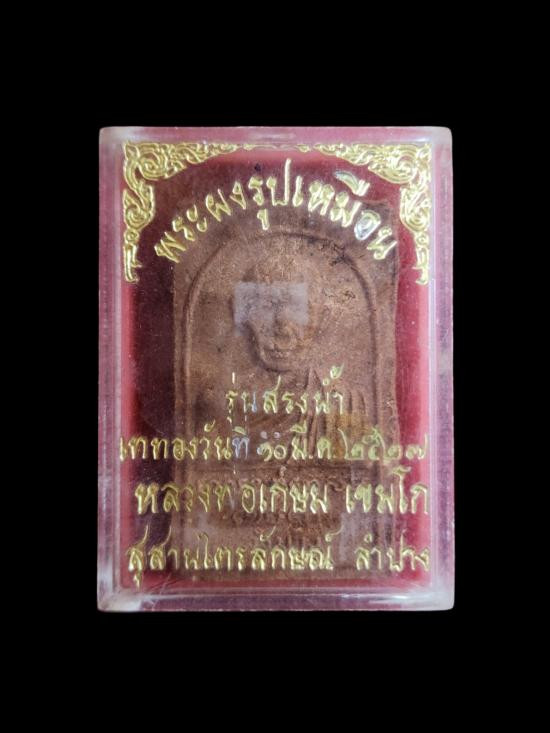 พระผงรูปเหมือน
รุ่นสรงน้ำ
เททองวันที่ ๑๐ มี.ค. ๒๕๒๗
หลวงพ่อเกษม เขมโก
สุสานไตรลักษณ์ ลำปาง